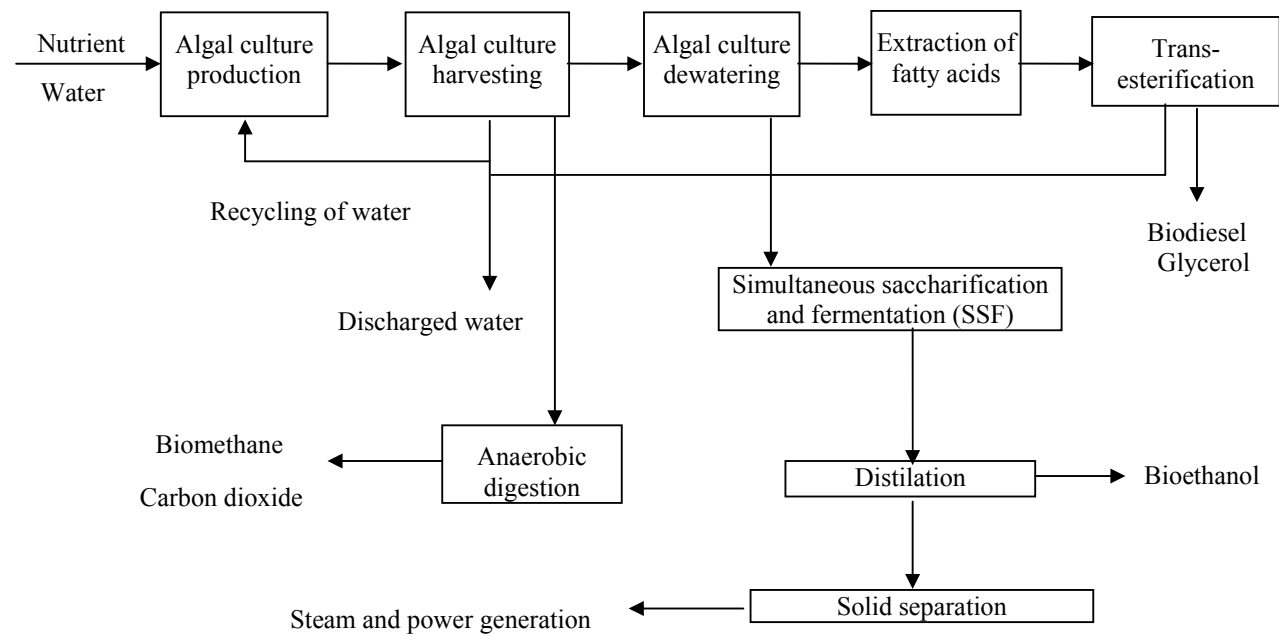 Nutrient
Water
Algal culture
production
Algal culture
harvesting
Algal culture
dewatering
Extraction of
fatty acids
Trans-
esterification
Recycling of water
Biodiesel
Glycerol
Discharged water
Simultaneous saccharification
and fermentation (SSF)
Biomethane
Carbon dioxide
Anaerobic
digestion
Distilation
Bioethanol
Solid separation
Steam and power generation